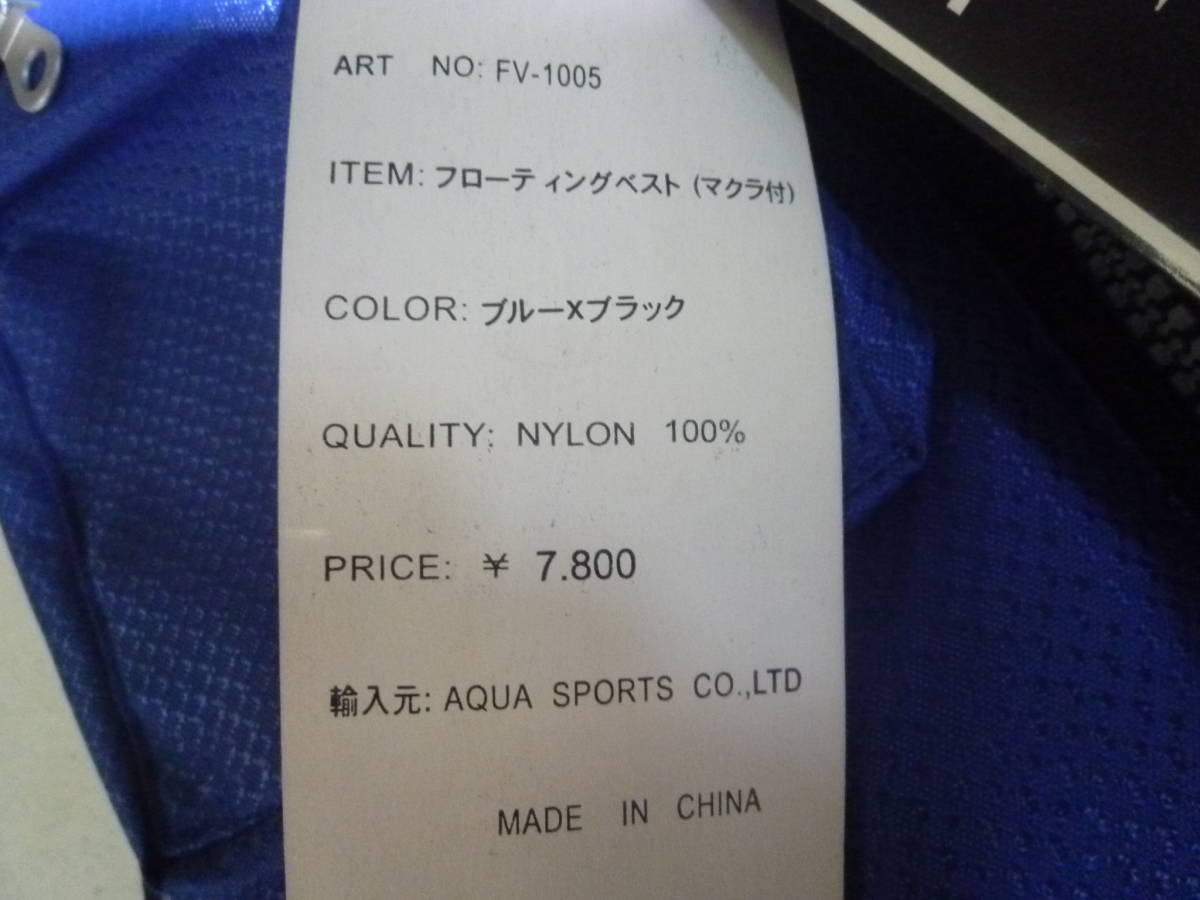 ART NO: FV-1005
ITEM: フローティングベスト (マクラ付)
COLOR: ブルーXブラック
QUALITY: NYLON 100%
PRICE: ¥ 7.800
輸入元: AQUA SPORTS CO.,LTD
MADE IN CHINA